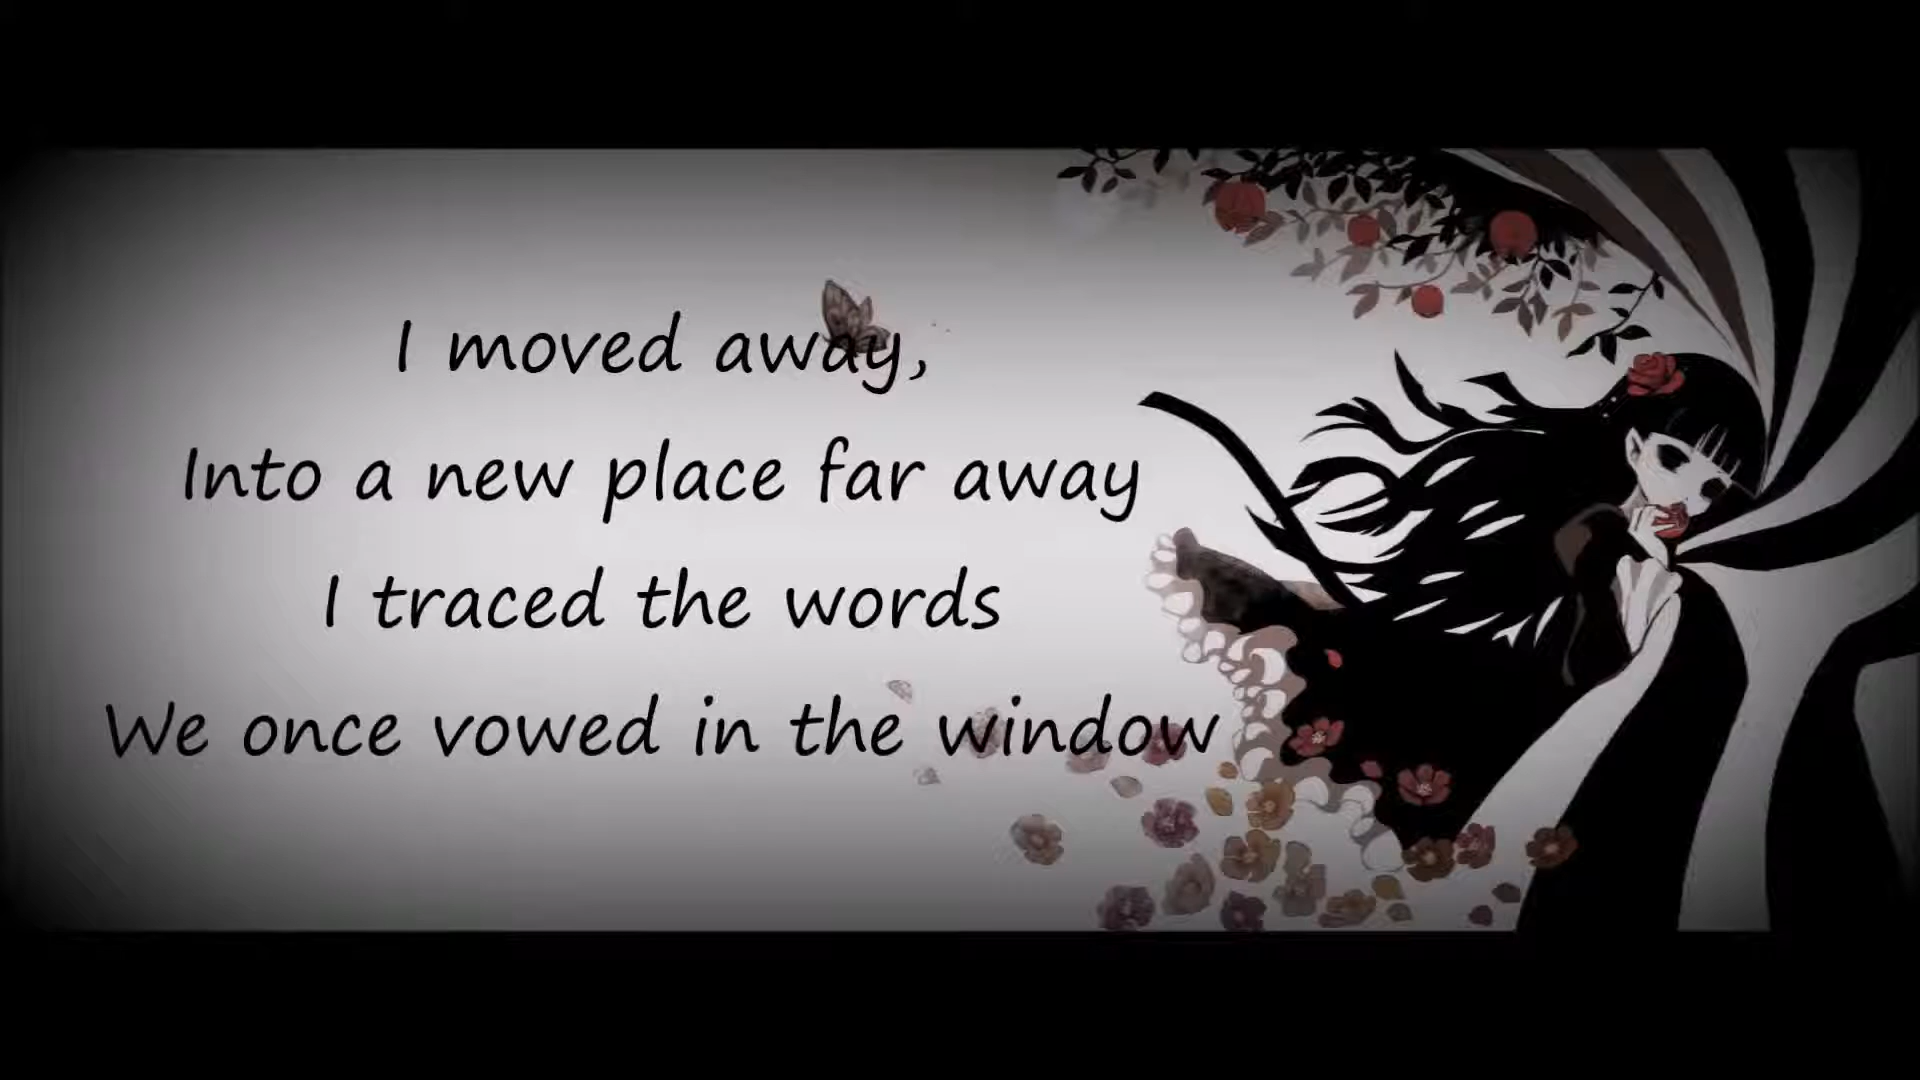 I moved away,
Into a new place far away
I traced the words
We once vowed in the window